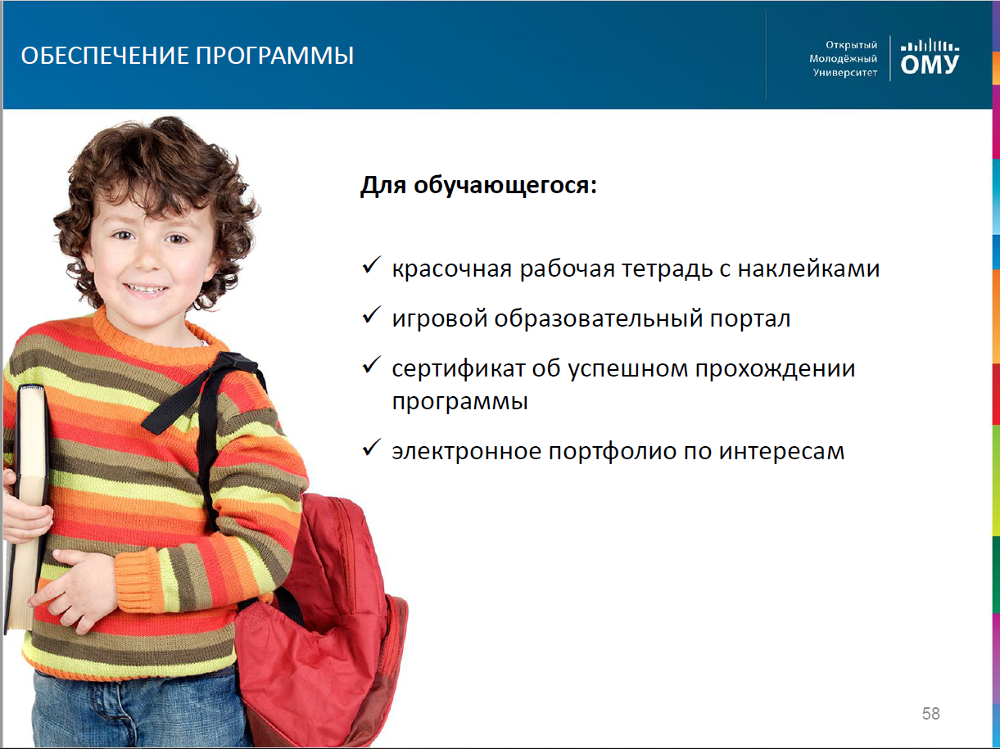 ОБЕСПЕЧЕНИЕ ПРОГРАММЫ
Открытый
Молодёжный
Университет
ОМУ
Для обучающегося:
✓ красочная рабочая тетрадь с наклейками
✓ игровой образовательный портал
✓ сертификат об успешном прохождении
программы
✓ электронное портфолио по интересам
58